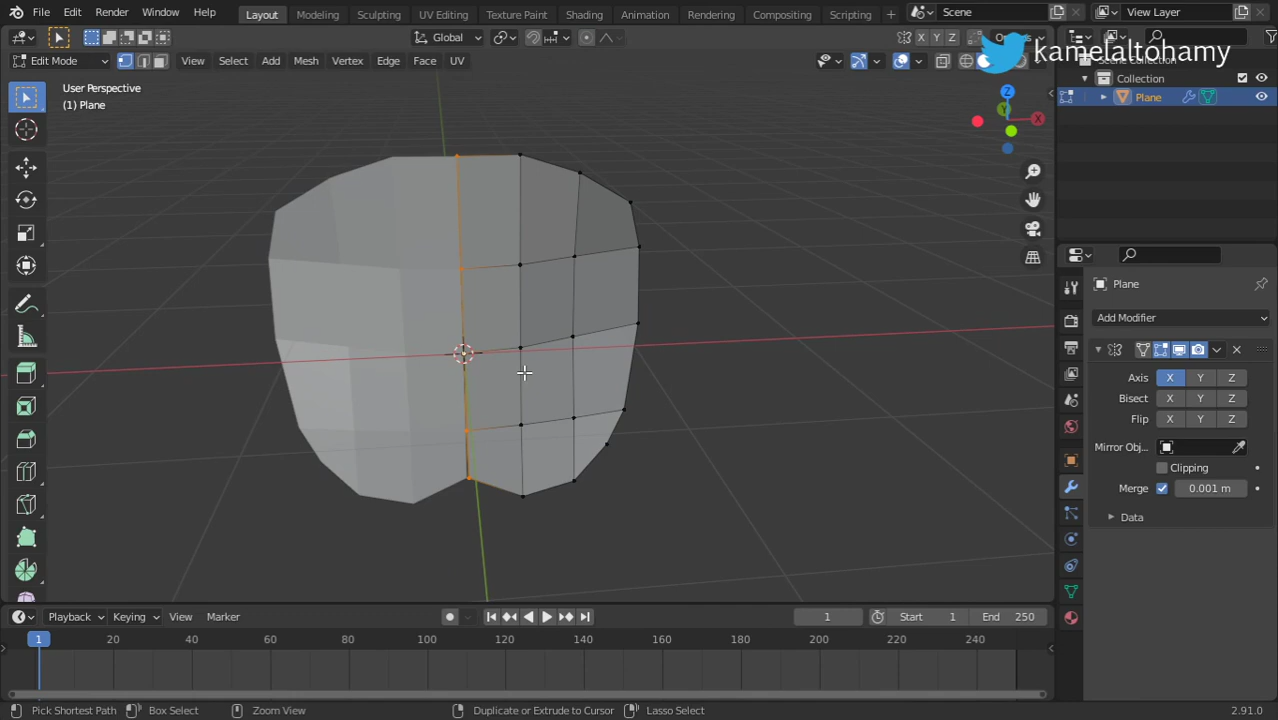 File Edit Render Window Help Layout Modeling Sculpting UV Editing Texture Paint Shading Animation Rendering Compositing Scripting + Scene View Layer
Global X Y Z kamelaltohamy
Edit Mode View Select Add Mesh Vertex Edge Face UV
Collection
Plane
User Perspective
(1) Plane
Z
Y
X
Plane
Add Modifier
Axis X Y Z
Bisect X Y Z
Flip X Y Z
Mirror Obj...
Clipping
Merge 0.001 m
Data
Playback Keying View Marker 1 Start 1 End 250
1 20 40 60 80 100 120 140 160 180 200 220 240
Pick Shortest Path Box Select Zoom View Duplicate or Extrude to Cursor Lasso Select 2.91.0